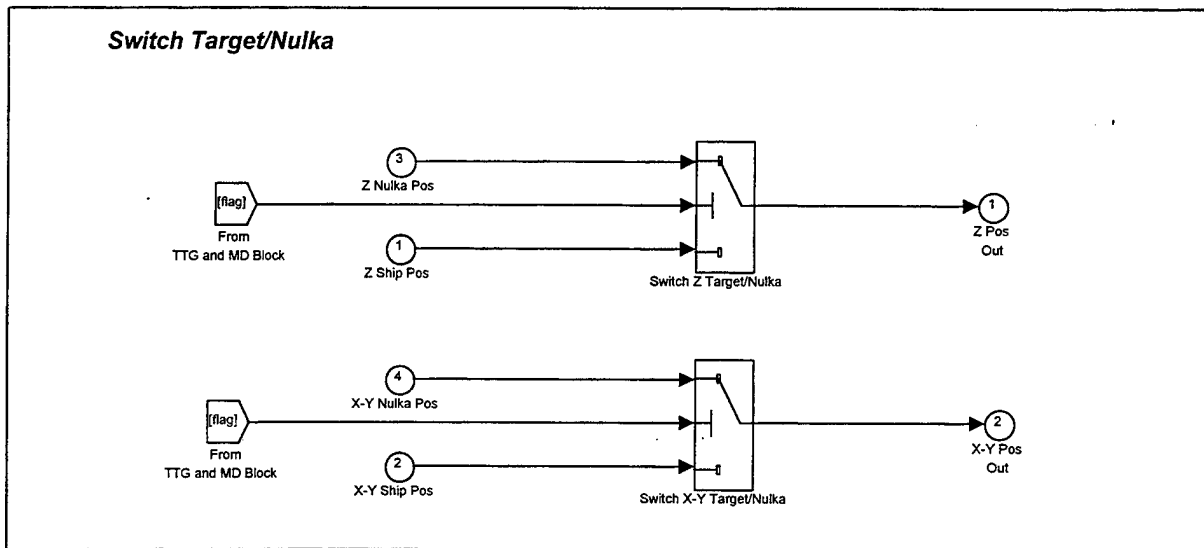 Switch Target/Nulka
3
Z Nulka Pos
[flag]
From
TTG and MD Block
1
Z Ship Pos
Switch Z Target/Nulka
1
Z Pos
Out
4
X-Y Nulka Pos
[flag]
From
TTG and MD Block
2
X-Y Ship Pos
Switch X-Y Target/Nulka
2
X-Y Pos
Out